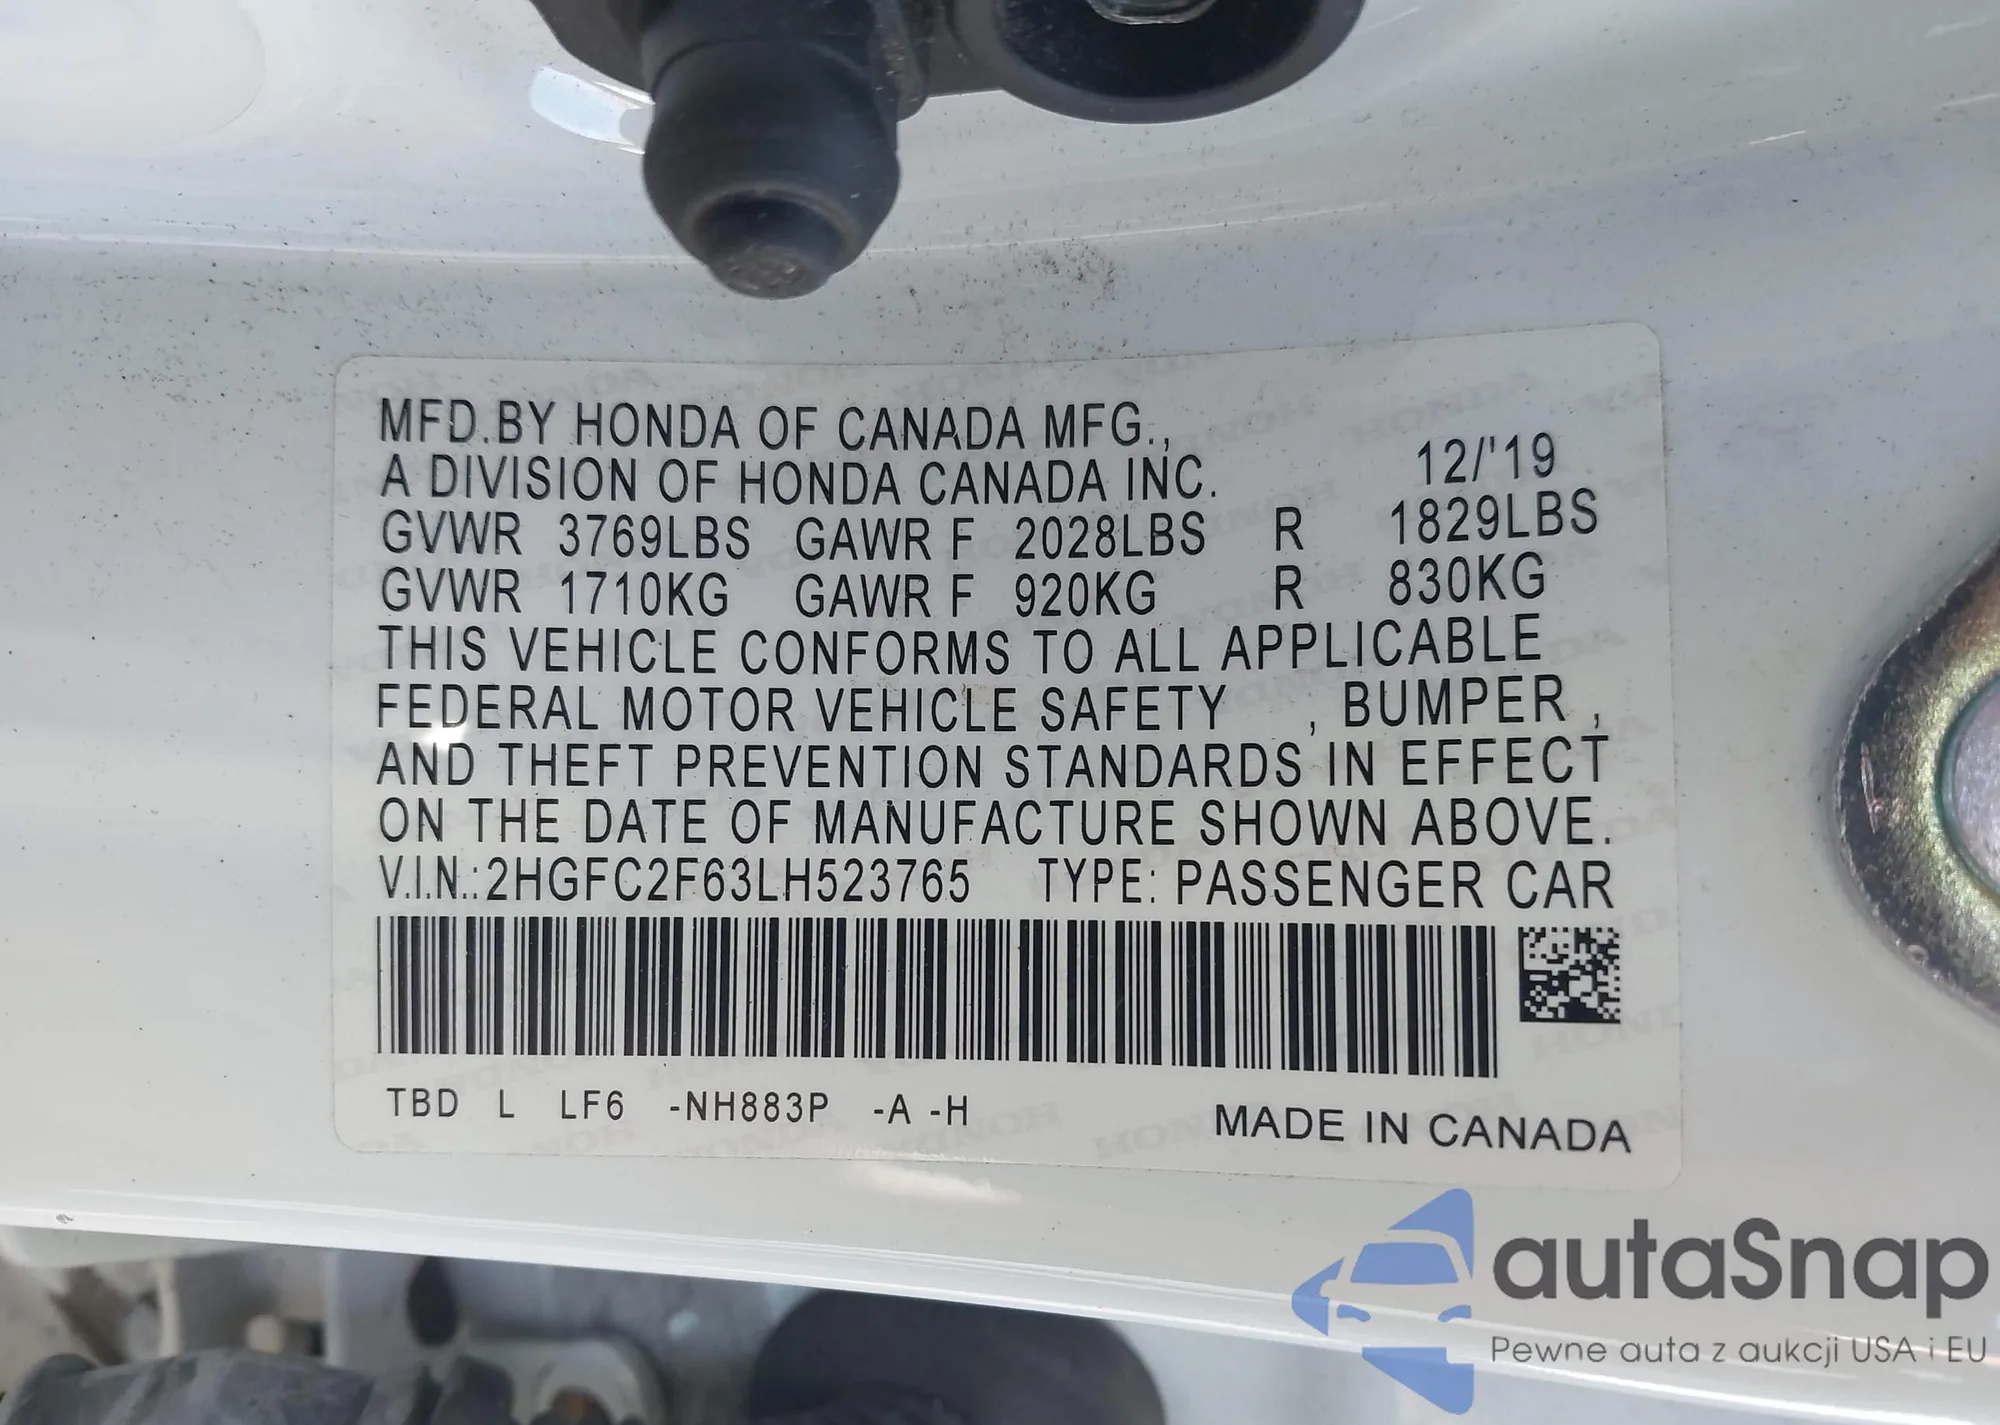 MFD.BY HONDA OF CANADA MFG.,
A DIVISION OF HONDA CANADA INC. 12/'19
GVWR 3769LBS GAWR F 2028LBS R 1829LBS
GVWR 1710KG GAWR F 920KG R 830KG
THIS VEHICLE CONFORMS TO ALL APPLICABLE
FEDERAL MOTOR VEHICLE SAFETY , BUMPER ,
AND THEFT PREVENTION STANDARDS IN EFFECT
ON THE DATE OF MANUFACTURE SHOWN ABOVE.
V.I.N.:2HGFC2F63LH523765 TYPE: PASSENGER CAR
TBD L LF6 -NH883P -A -H
MADE IN CANADA
autaSnap
Pewne auta z aukcji USA i EU